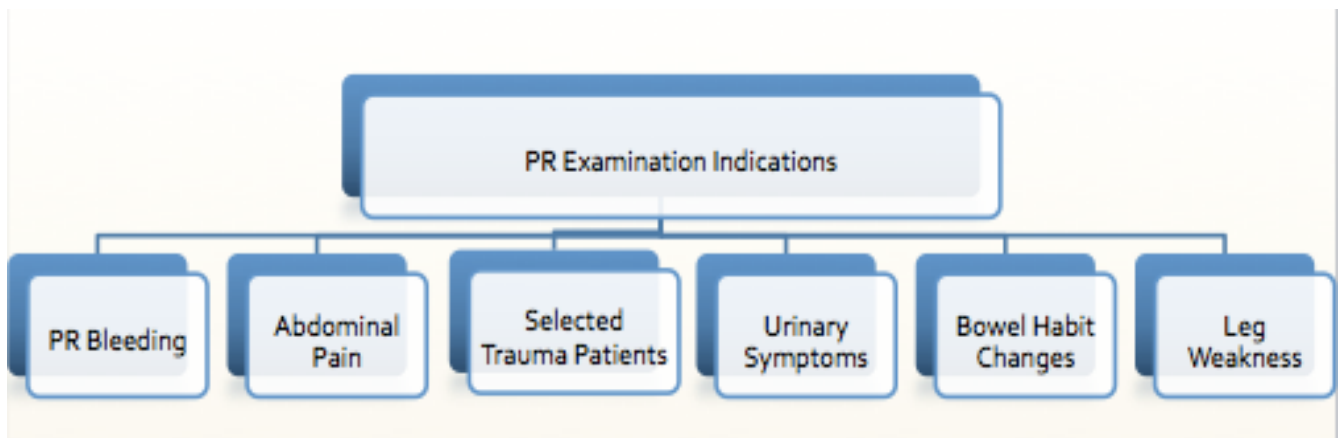 PR Examination Indications
PR Bleeding
Abdominal
Pain
Selected
Trauma Patients
Urinary
Symptoms
Bowel Habit
Changes
Leg
Weakness